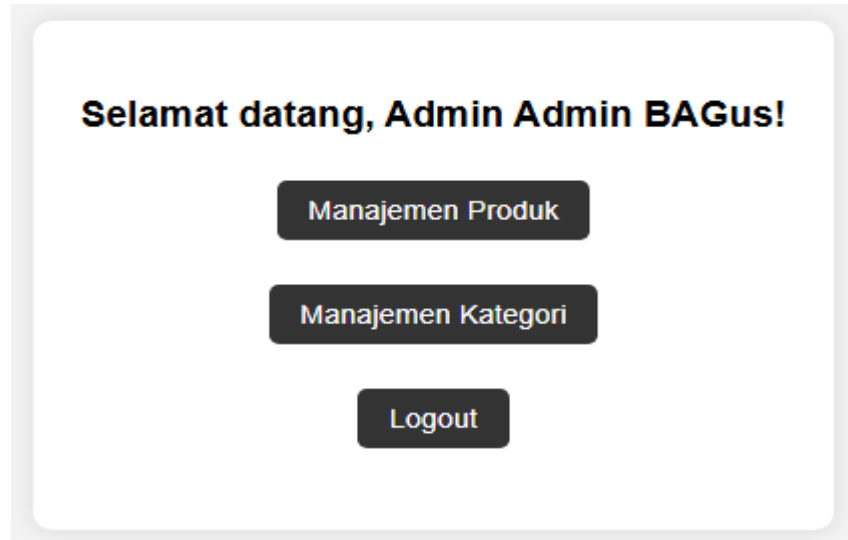 Selamat datang, Admin Admin BAGus!
Manajemen Produk
Manajemen Kategori
Logout